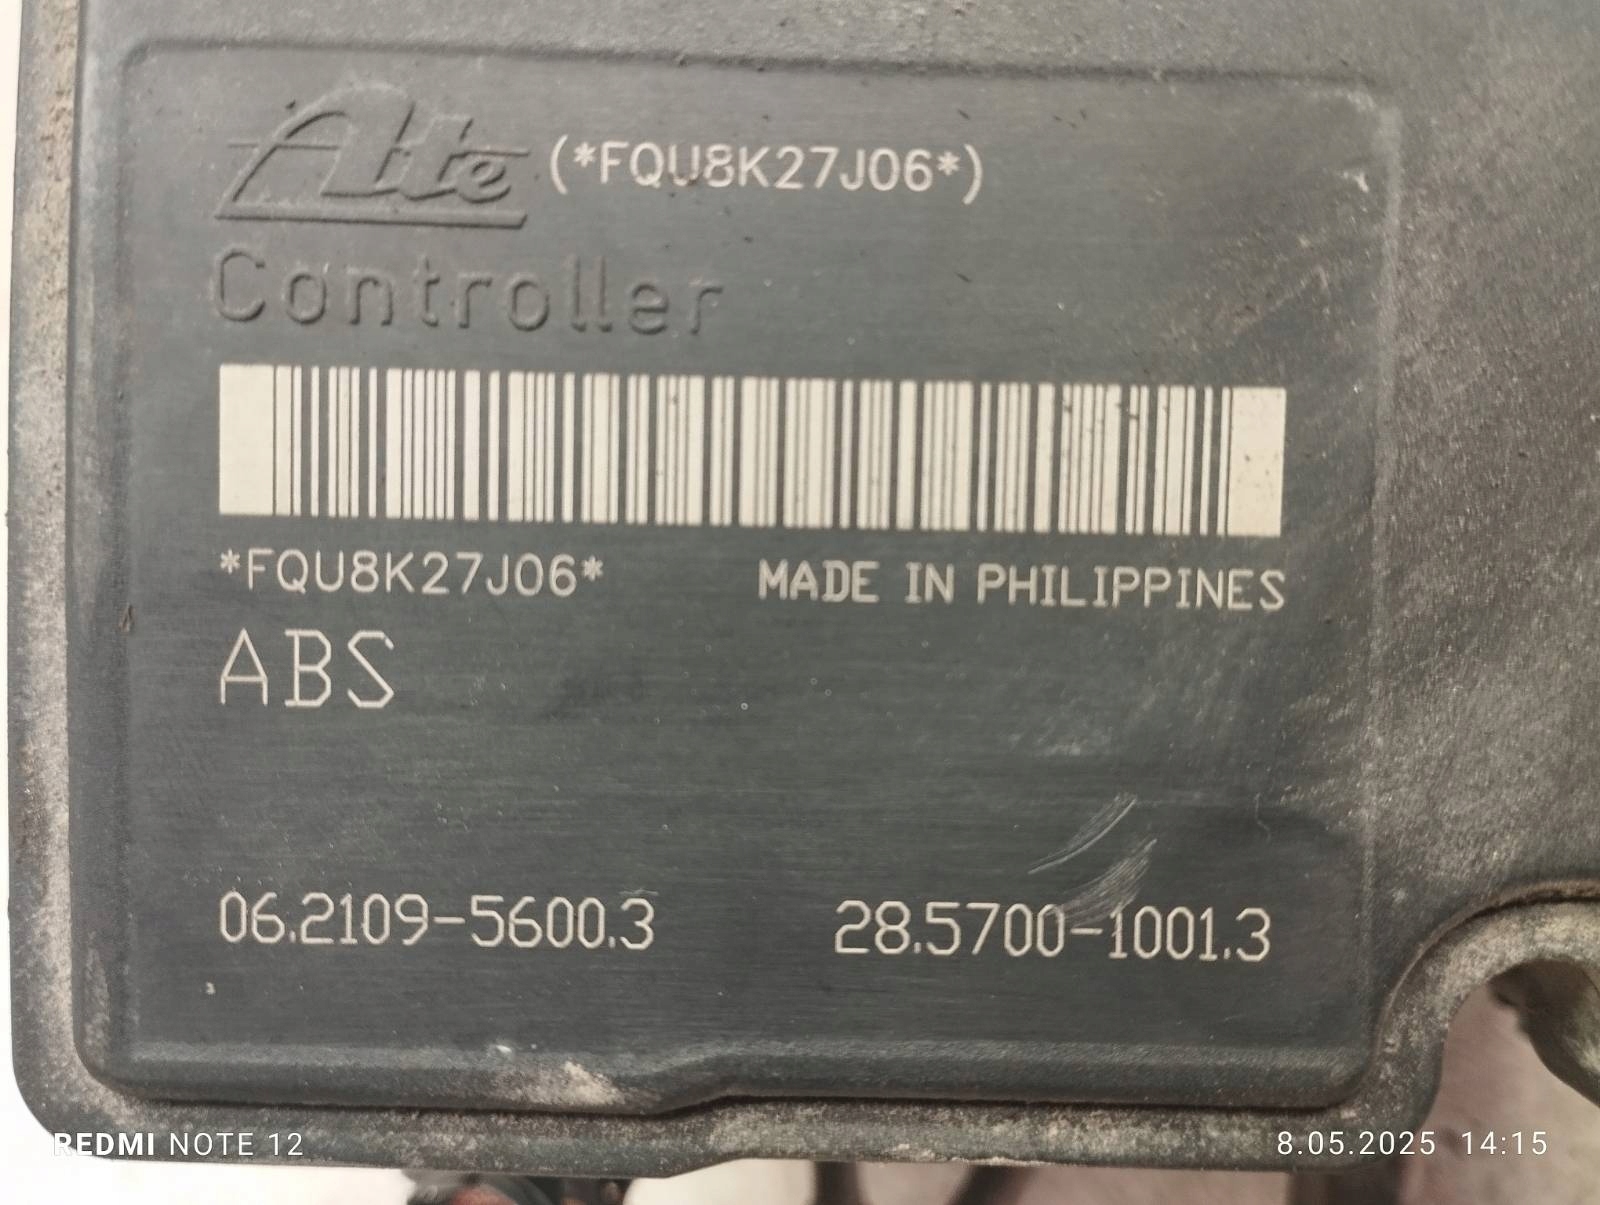 Ate (*FQU8K27J06*)
Controller
*FQU8K27J06* MADE IN PHILIPPINES
ABS
06.2109-5600.3 28.5700-1001.3
REDMI NOTE 12 8.05.2025 14:15